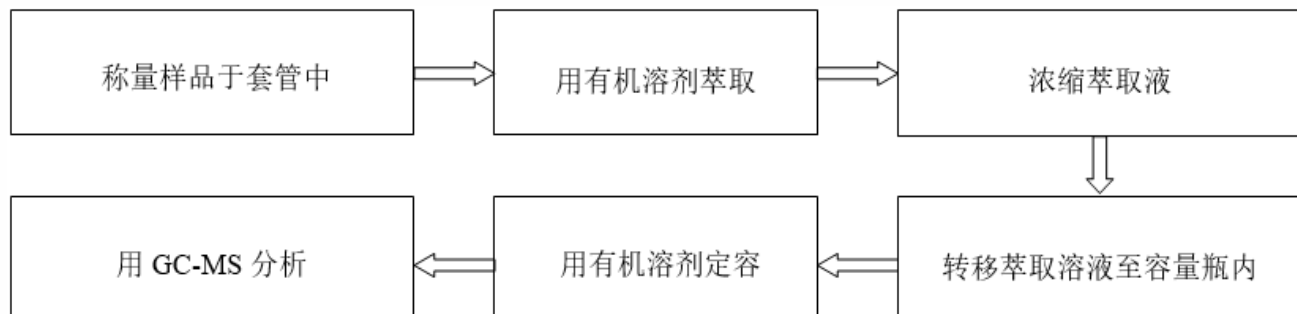 称量样品于套管中
用有机溶剂萃取
浓缩萃取液
转移萃取溶液至容量瓶内
用有机溶剂定容
用 GC-MS 分析